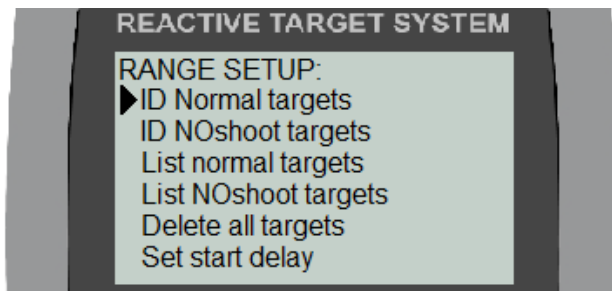 REACTIVE TARGET SYSTEM
RANGE SETUP:
ID Normal targets
ID NOshoot targets
List normal targets
List NOshoot targets
Delete all targets
Set start delay